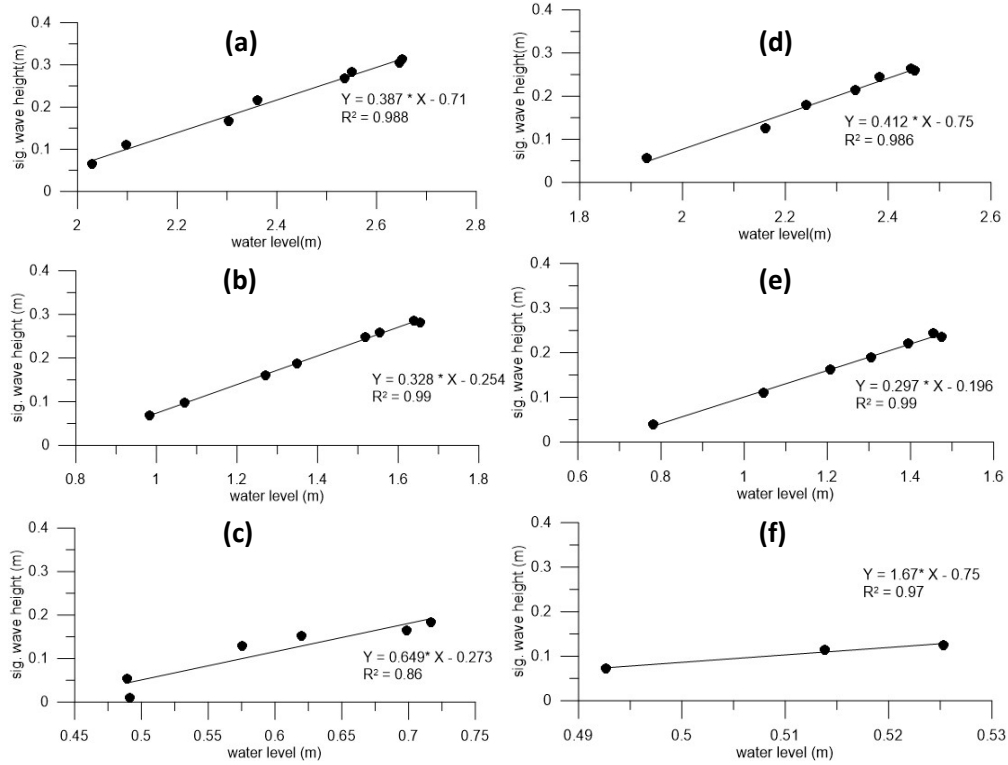 (a)
0.4
0.3
0.2
0.1
0
sig. wave height(m)
Y = 0.387 * X - 0.71
R² = 0.988
2 2.2 2.4 2.6 2.8
water level(m)
(d)
0.4
0.3
0.2
0.1
0
sig. wave height(m)
Y = 0.412 * X - 0.75
R² = 0.986
1.8 2 2.2 2.4 2.6
water level(m)
(b)
0.4
0.3
0.2
0.1
0
sig. wave height (m)
Y = 0.328 * X - 0.254
R² = 0.99
0.8 1 1.2 1.4 1.6 1.8
water level (m)
(e)
0.4
0.3
0.2
0.1
0
sig. wave height (m)
Y = 0.297 * X - 0.196
R² = 0.99
0.6 0.8 1 1.2 1.4 1.6
water level (m)
(c)
0.4
0.3
0.2
0.1
0
sig. wave height (m)
Y = 0.649* X - 0.273
R² = 0.86
0.45 0.5 0.55 0.6 0.65 0.7 0.75
water level (m)
(f)
0.4
0.3
0.2
0.1
0
sig. wave height (m)
Y = 1.67* X - 0.75
R² = 0.97
0.49 0.5 0.51 0.52 0.53
water level (m)